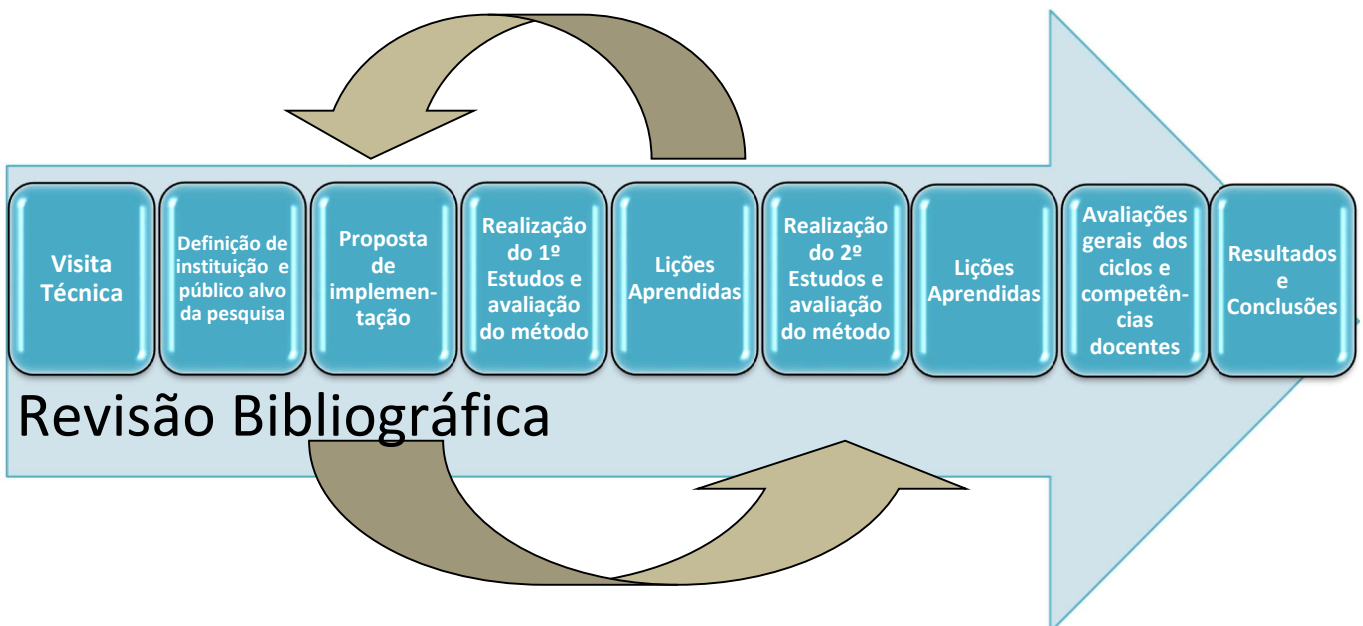 Visita
Técnica
Definição de
instituição e
público alvo
da pesquisa
Proposta
de
implemen-
tação
Realização
do 1º
Estudos e
avaliação
do método
Lições
Aprendidas
Realização
do 2º
Estudos e
avaliação
do método
Lições
Aprendidas
Avaliações
gerais dos
ciclos e
competên-
cias
docentes
Resultados
e
Conclusões
Revisão Bibliográfica